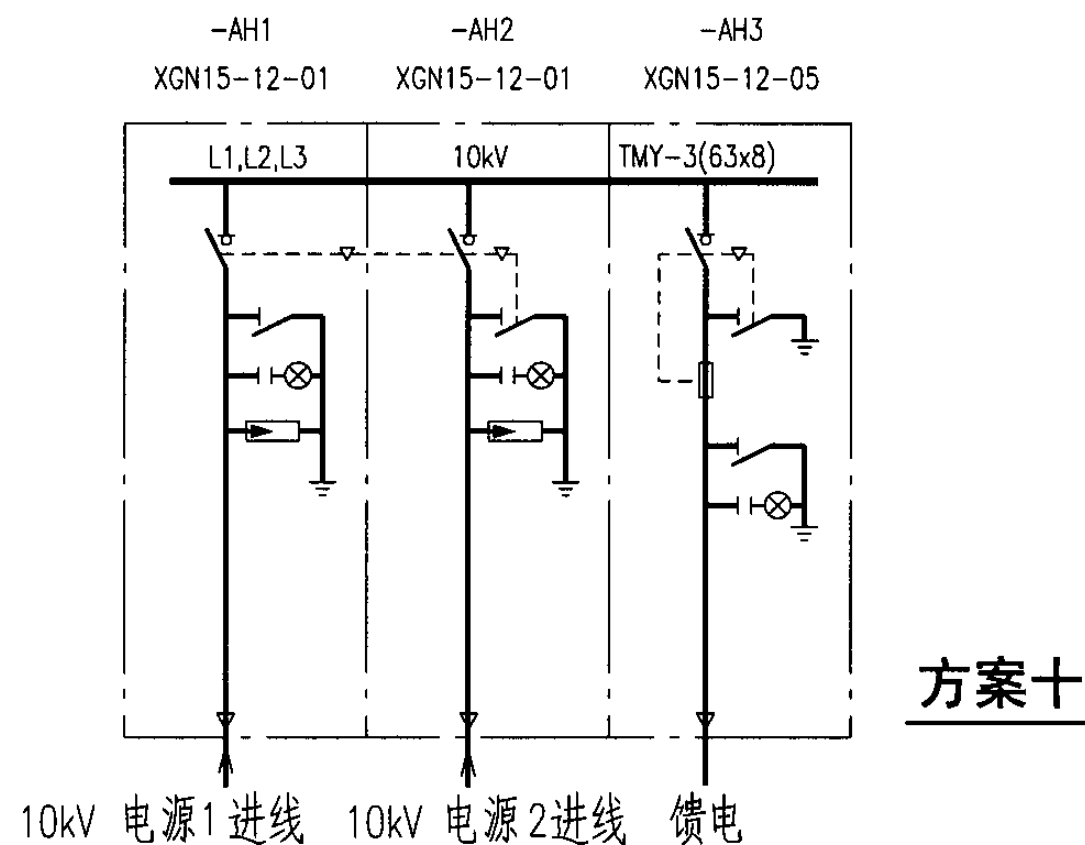 -AH1 -AH2 -AH3
XGN15-12-01 XGN15-12-01 XGN15-12-05
L1,L2,L3 10kV TMY-3(63x8)
方案十
10kV 电源1进线 10kV 电源2进线 馈电